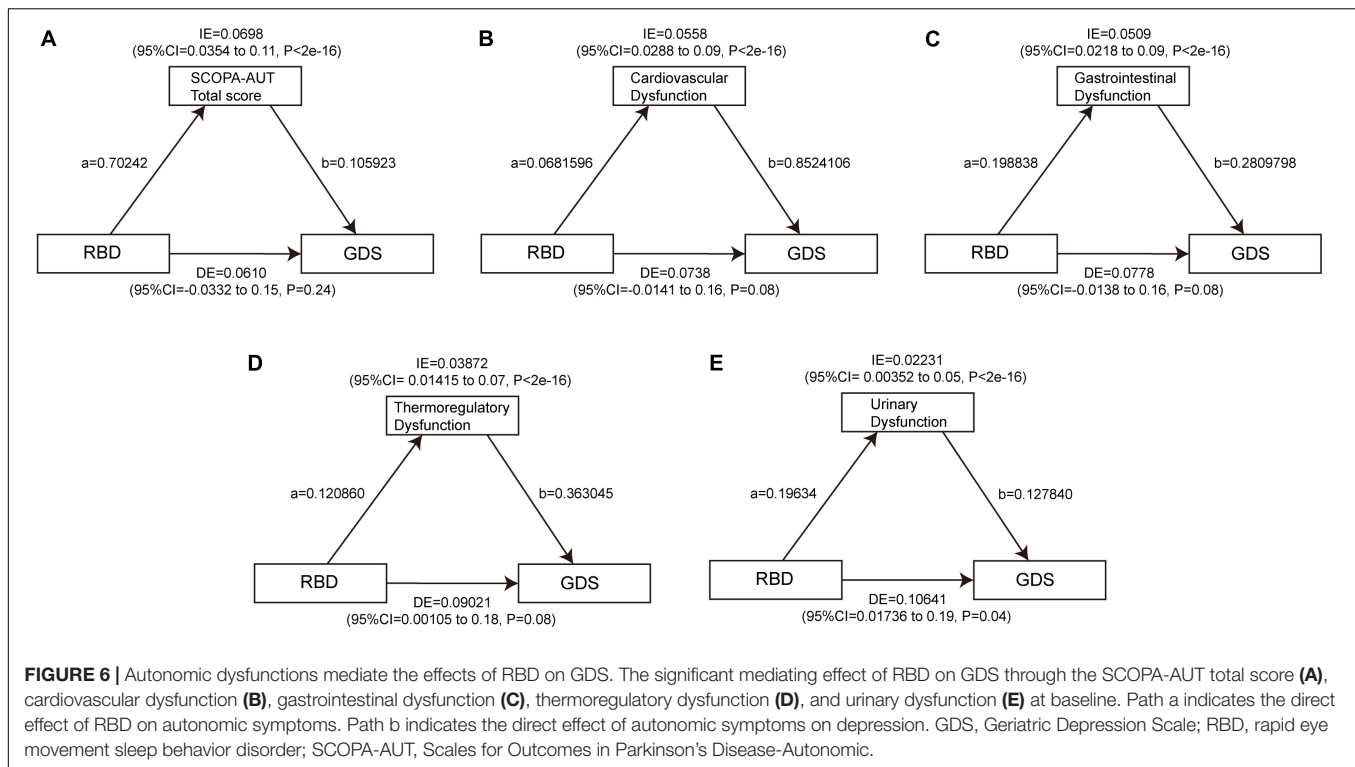 A
IE=0.0698
(95%CI=0.0354 to 0.11, P<2e-16)
SCOPA-AUT
Total score
a=0.70242
b=0.105923
RBD
GDS
DE=0.0610
(95%CI=-0.0332 to 0.15, P=0.24)
B
IE=0.0558
(95%CI=0.0288 to 0.09, P<2e-16)
Cardiovascular
Dysfunction
a=0.0681596
b=0.8524106
RBD
GDS
DE=0.0738
(95%CI=-0.0141 to 0.16, P=0.08)
C
IE=0.0509
(95%CI=0.0218 to 0.09, P<2e-16)
Gastrointestinal
Dysfunction
a=0.198838
b=0.2809798
RBD
GDS
DE=0.0778
(95%CI=-0.0138 to 0.16, P=0.08)
D
IE=0.03872
(95%CI= 0.01415 to 0.07, P<2e-16)
Thermoregulatory
Dysfunction
a=0.120860
b=0.363045
RBD
GDS
DE=0.09021
(95%CI=0.00105 to 0.18, P=0.08)
E
IE=0.02231
(95%CI= 0.00352 to 0.05, P<2e-16)
Urinary
Dysfunction
a=0.19634
b=0.127840
RBD
GDS
DE=0.10641
(95%CI=0.01736 to 0.19, P=0.04)
FIGURE 6 | Autonomic dysfunctions mediate the effects of RBD on GDS. The significant mediating effect of RBD on GDS through the SCOPA-AUT total score (A),
cardiovascular dysfunction (B), gastrointestinal dysfunction (C), thermoregulatory dysfunction (D), and urinary dysfunction (E) at baseline. Path a indicates the direct
effect of RBD on autonomic symptoms. Path b indicates the direct effect of autonomic symptoms on depression. GDS, Geriatric Depression Scale; RBD, rapid eye
movement sleep behavior disorder; SCOPA-AUT, Scales for Outcomes in Parkinson's Disease-Autonomic.